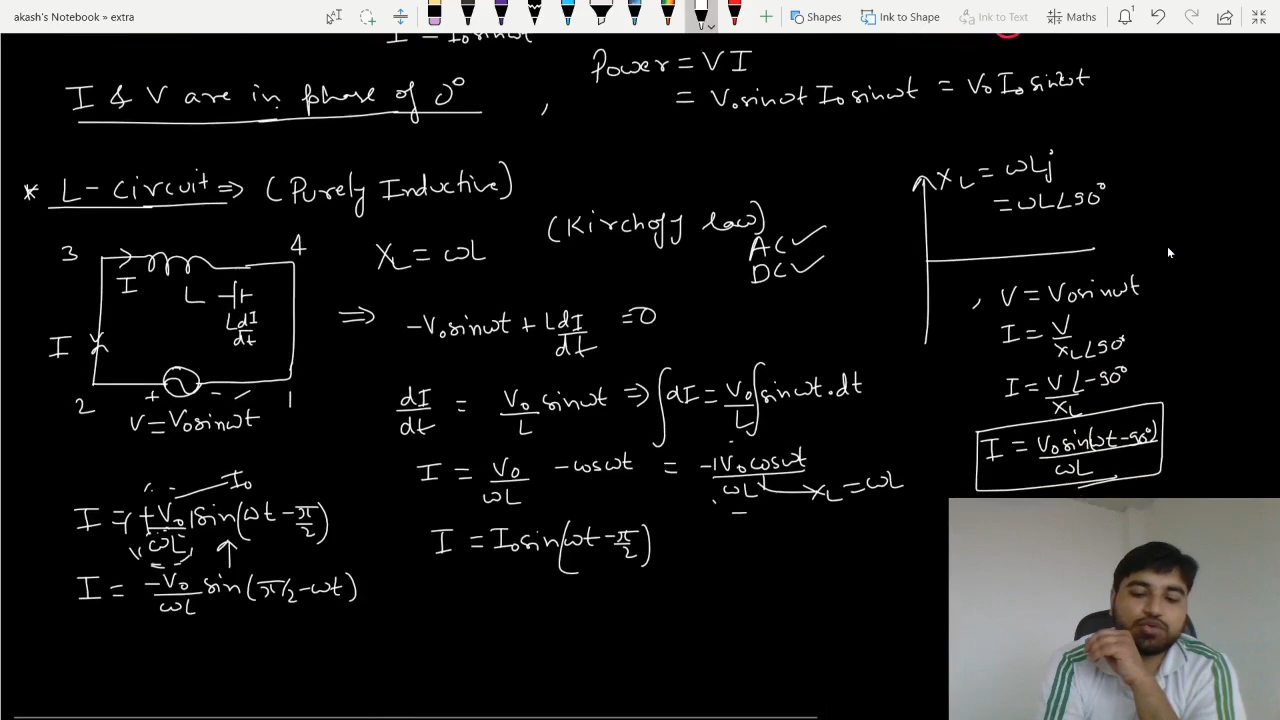 akash's Notebook » extra
Shapes
Ink to Shape
Ink to Text
Maths
I = I₀sinωt
Power = VI
I & V are in phase of 0°,
= V₀sinωt I₀sinωt = V₀I₀sin²ωt
* L-Circuit ⇒ (Purely Inductive)
X_L = ωLj
= ωL∠90°
(Kirchoff law)
X_L = ωL
AC ✓
DC ✓
3
4
I
L
L dI/dt
I
2
1
+ -
V = V₀sinωt
⇒ -V₀sinωt + L dI/dt = 0
, V = V₀sinωt
I = V/X_L∠90°
dI/dt = V₀/L sinωt ⇒ ∫dI = V₀/L ∫sinωt·dt
I = V/X_L ∠-90°
I = V₀sin(ωt-90°)/ωL
I = V₀/ωL -cosωt = -1V₀cosωt/ωL
X_L = ωL
I₀
I = +V₀/ωL sin(ωt - π/2)
I = I₀sin(ωt - π/2)
I = -V₀/ωL sin(π/2 - ωt)